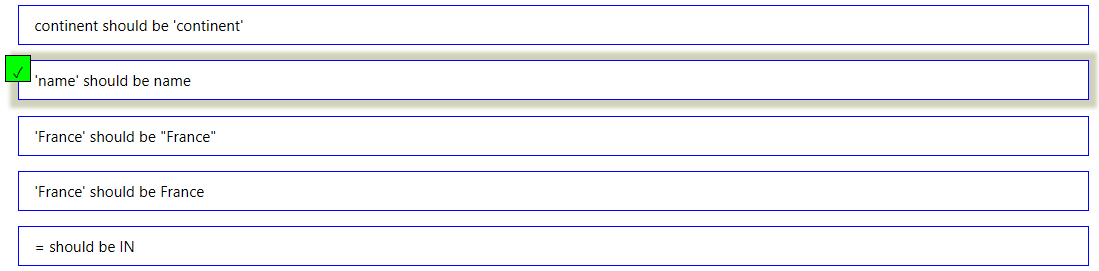 continent should be 'continent'
'name' should be name
'France' should be "France"
'France' should be France
= should be IN